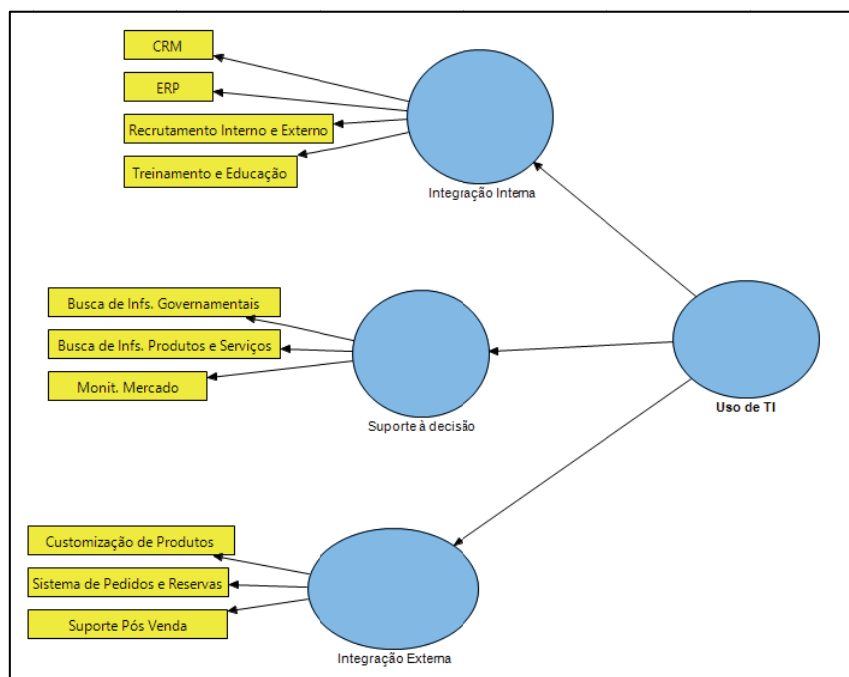 CRM
ERP
Recrutamento Interno e Externo
Treinamento e Educação
Integração Interna
Busca de Infs. Governamentais
Busca de Infs. Produtos e Serviços
Monit. Mercado
Suporte à decisão
Uso de TI
Customização de Produtos
Sistema de Pedidos e Reservas
Suporte Pós Venda
Integração Externa